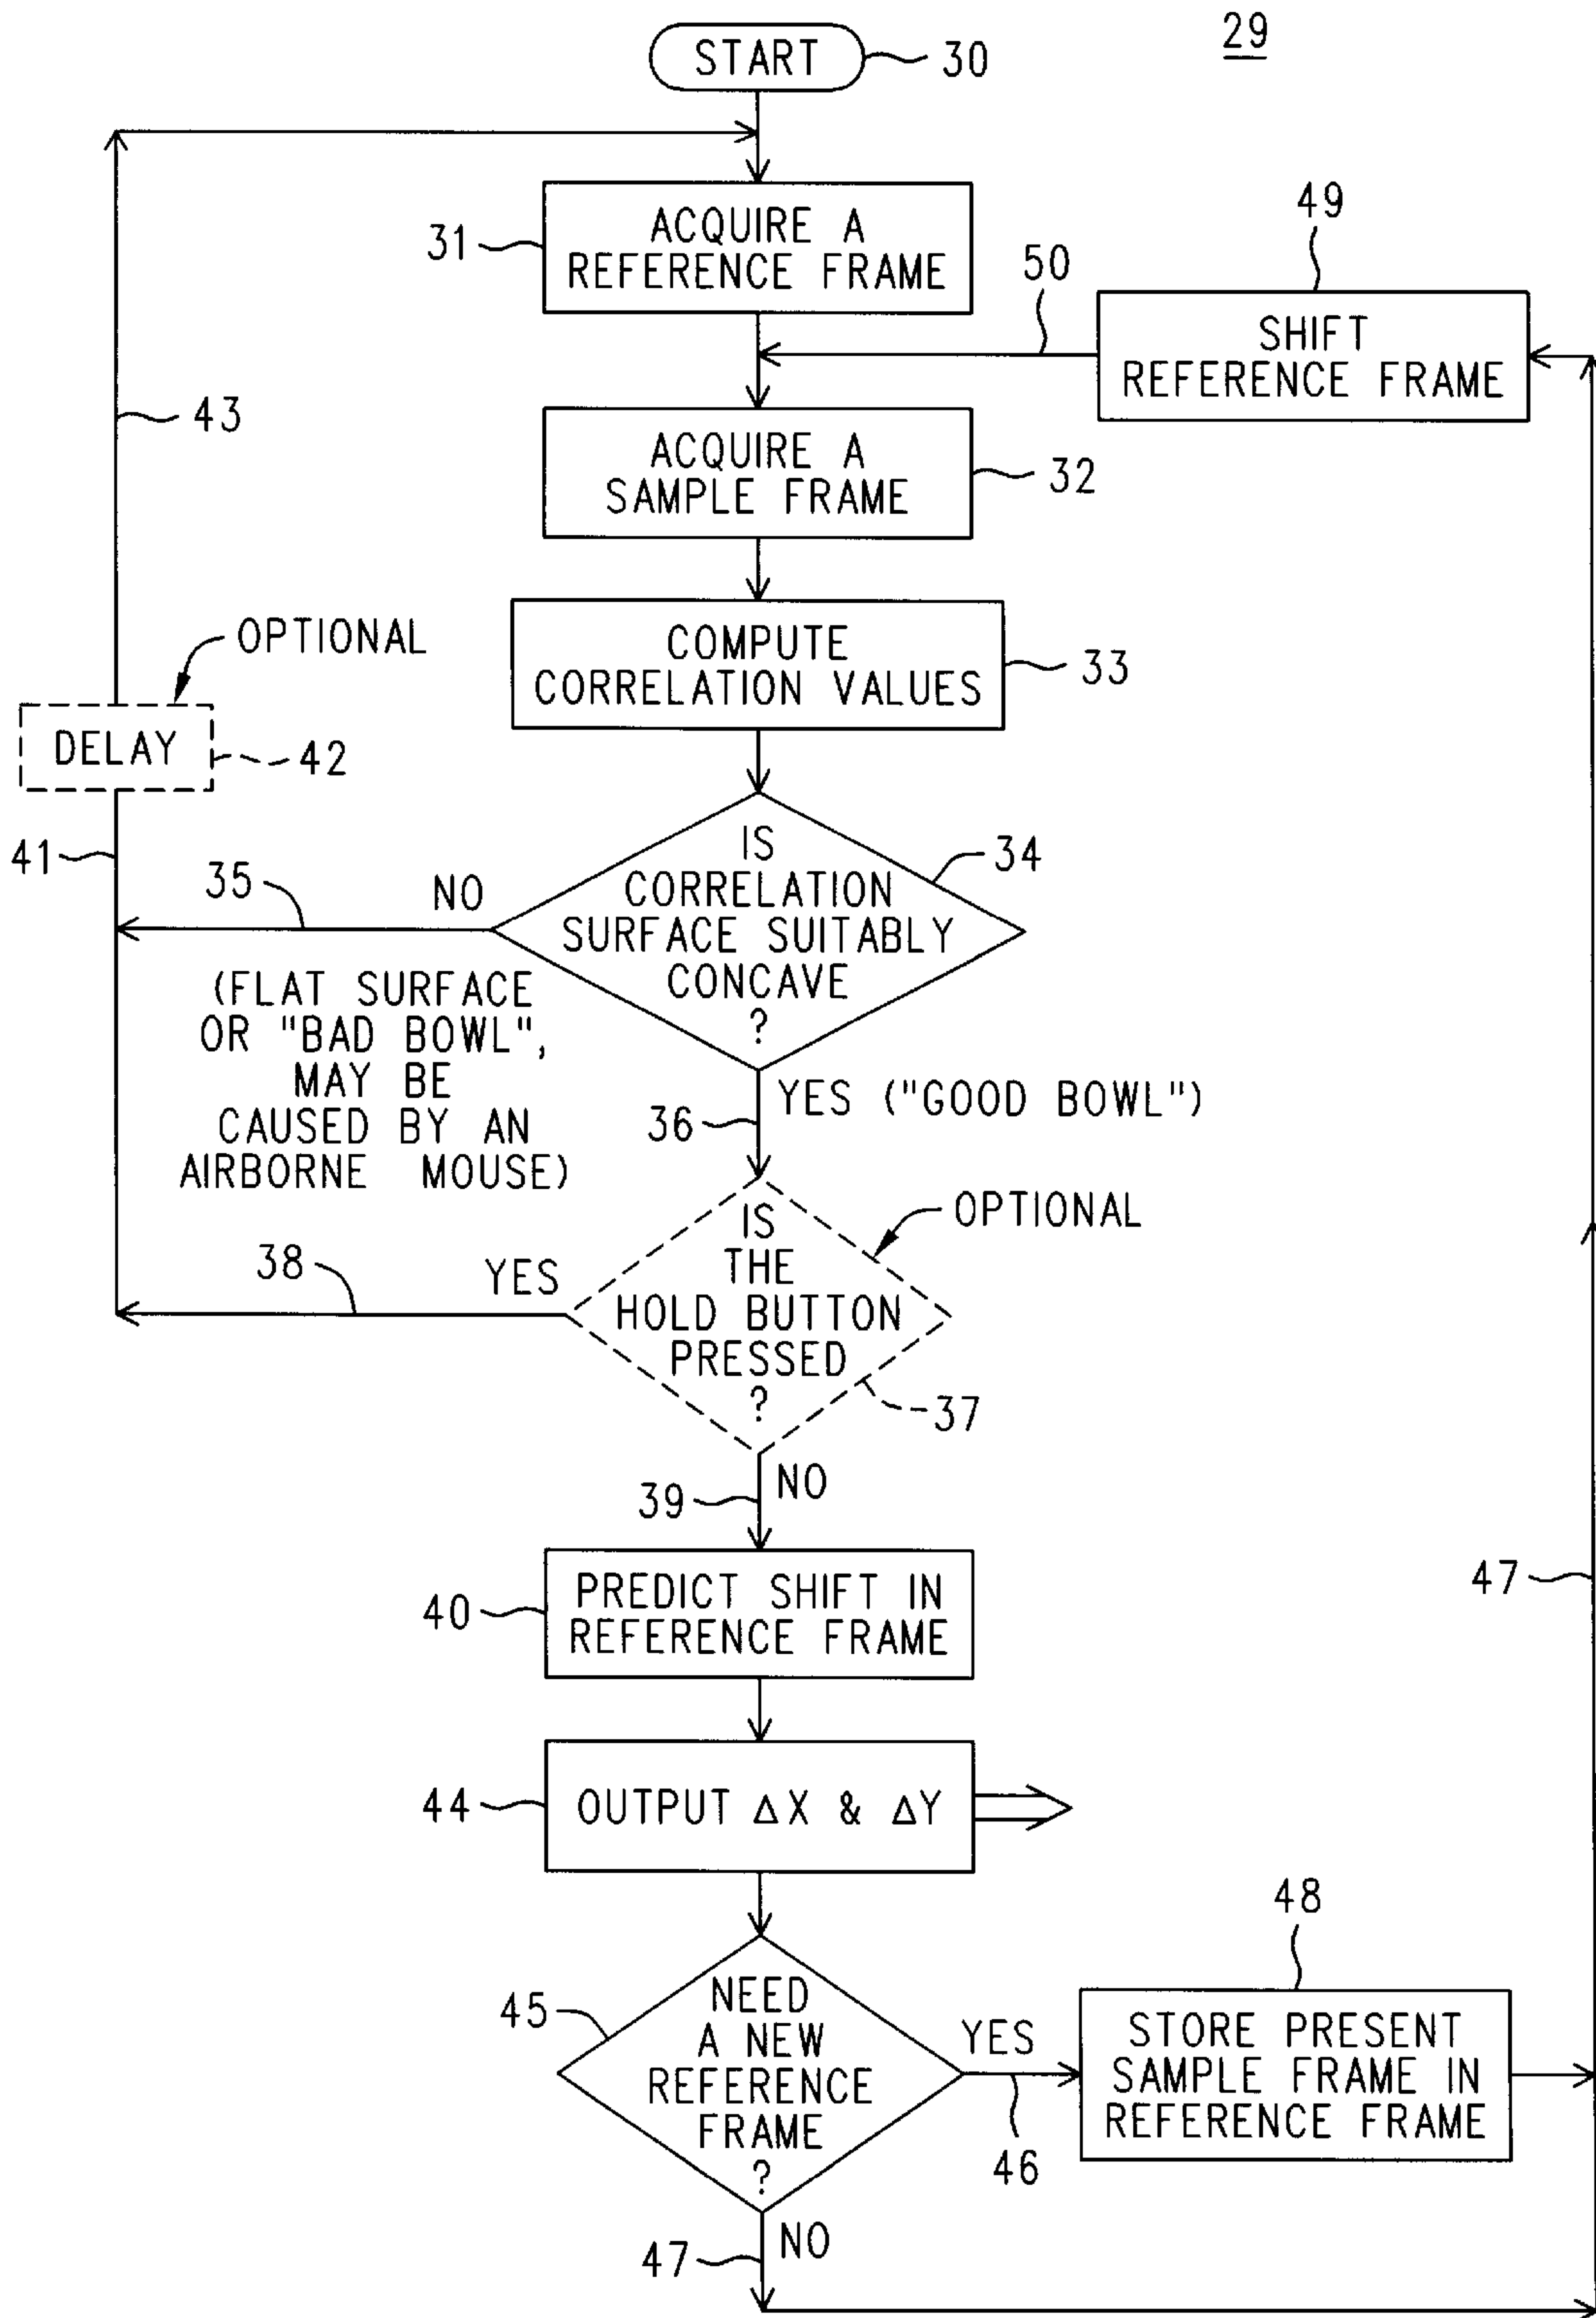 29
START
30
31
ACQUIRE A
REFERENCE FRAME
49
50
SHIFT
REFERENCE FRAME
43
ACQUIRE A
SAMPLE FRAME
32
OPTIONAL
COMPUTE
CORRELATION VALUES
33
DELAY
42
41
35
NO
IS
CORRELATION
SURFACE SUITABLY
CONCAVE
?
34
(FLAT SURFACE
OR "BAD BOWL",
MAY BE
CAUSED BY AN
AIRBORNE MOUSE)
36
YES ("GOOD BOWL")
OPTIONAL
38
YES
IS
THE
HOLD BUTTON
PRESSED
?
37
39
NO
47
40
PREDICT SHIFT IN
REFERENCE FRAME
44
OUTPUT ΔX & ΔY
48
45
NEED
A NEW
REFERENCE
FRAME
?
YES
46
STORE PRESENT
SAMPLE FRAME IN
REFERENCE FRAME
47
NO